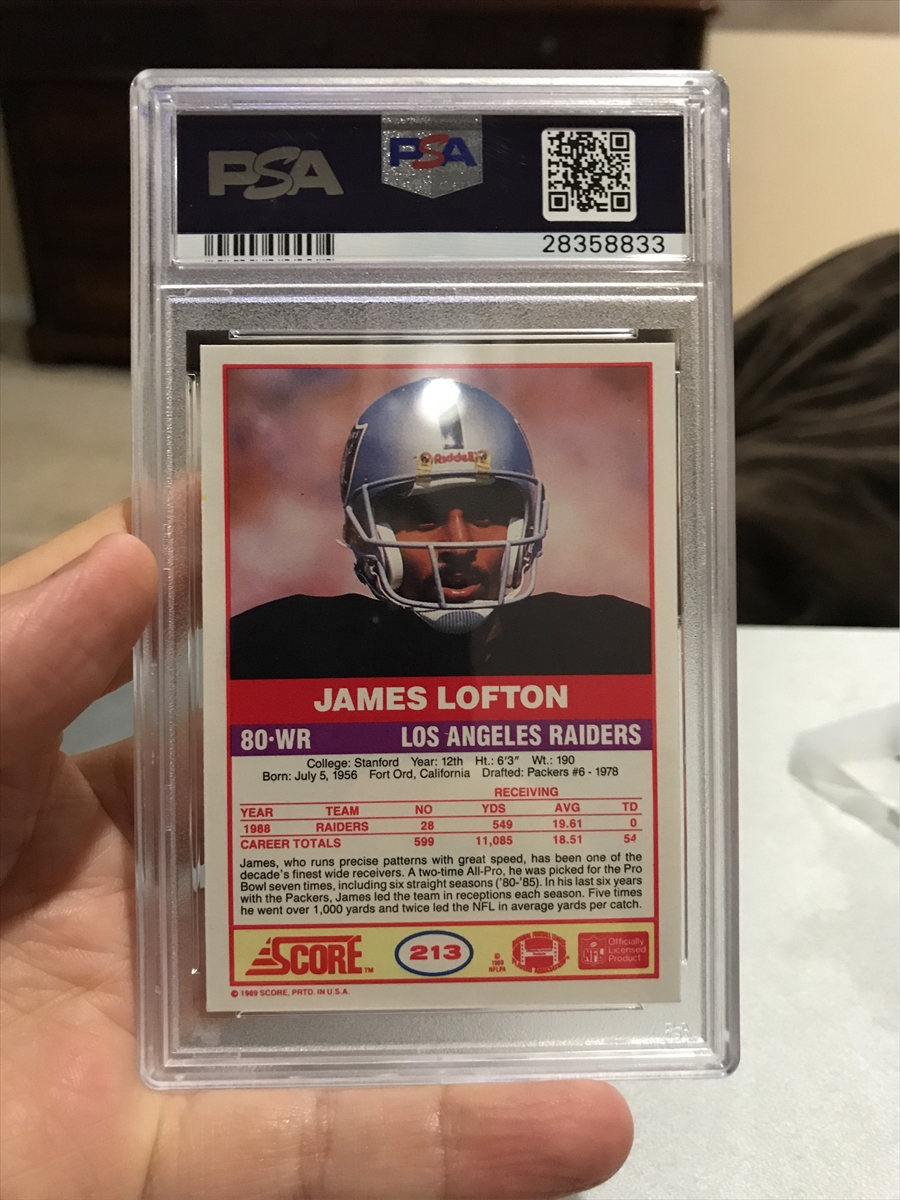 PSA PSA
28358833
Riddell
JAMES LOFTON
80·WR LOS ANGELES RAIDERS
College: Stanford Year: 12th Ht.: 6'3" Wt.: 190
Born: July 5, 1956 Fort Ord, California Drafted: Packers #6 - 1978
RECEIVING
YEAR TEAM NO YDS AVG TD
1988 RAIDERS 28 549 19.61 0
CAREER TOTALS 599 11,085 18.51 54
James, who runs precise patterns with great speed, has been one of the
decade's finest wide receivers. A two-time All-Pro, he was picked for the Pro
Bowl seven times, including six straight seasons ('80-'85). In his last six years
with the Packers, James led the team in receptions each season. Five times
he went over 1,000 yards and twice led the NFL in average yards per catch.
SCORE™ 213 © 1989 NFLPA NFL Officially Licensed Product
© 1989 SCORE, PRTD. IN U.S.A.
PSA